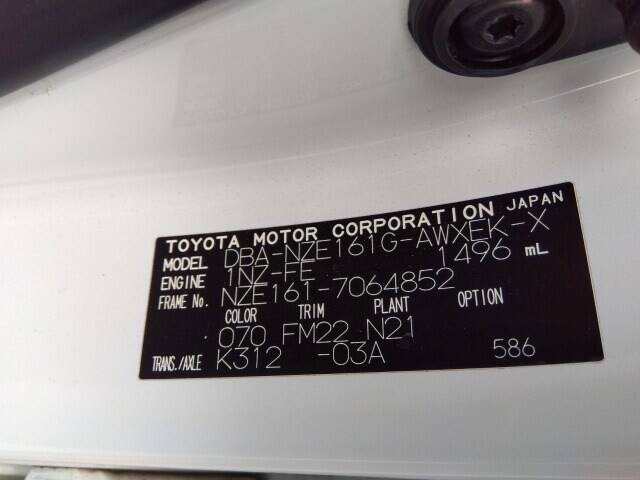 TOYOTA MOTOR CORPORATION JAPAN
MODEL DBA-NZE161G-AWXEK-X
ENGINE 1NZ-FE 1496 mL
FRAME No. NZE161-7064852
COLOR TRIM PLANT OPTION
070 FM22 N21
TRANS./AXLE K312 -03A 586